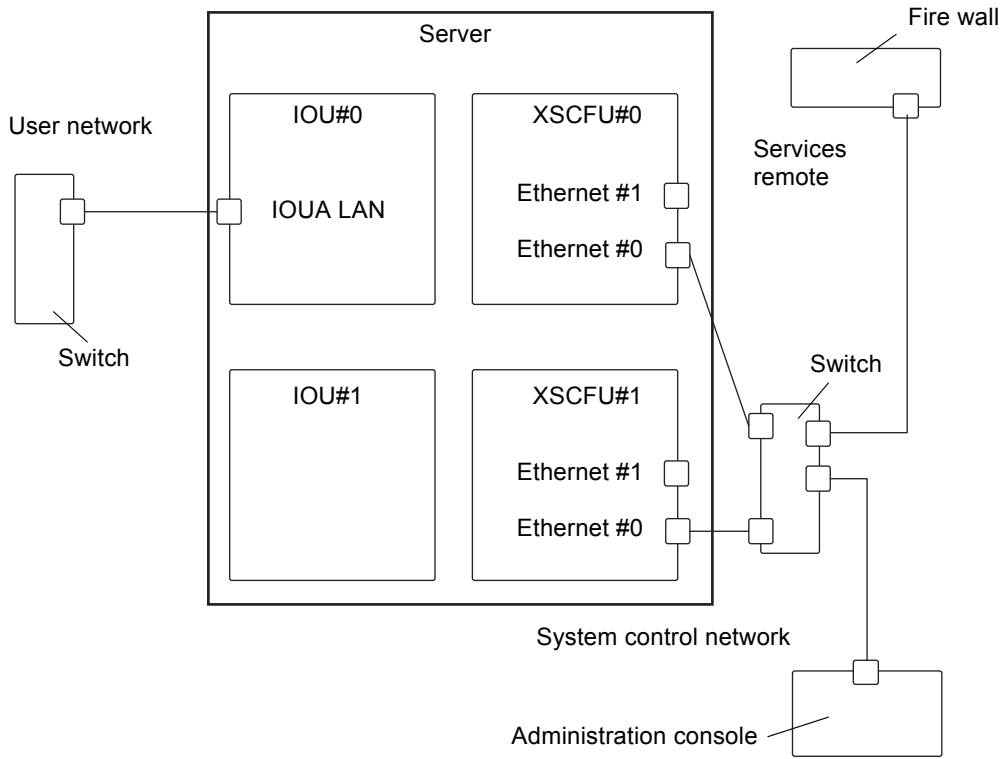 Fire wall
Server
IOU#0
XSCFU#0
User network
Services
remote
Ethernet #1
IOUA LAN
Ethernet #0
Switch
Switch
IOU#1
XSCFU#1
Ethernet #1
Ethernet #0
System control network
Administration console